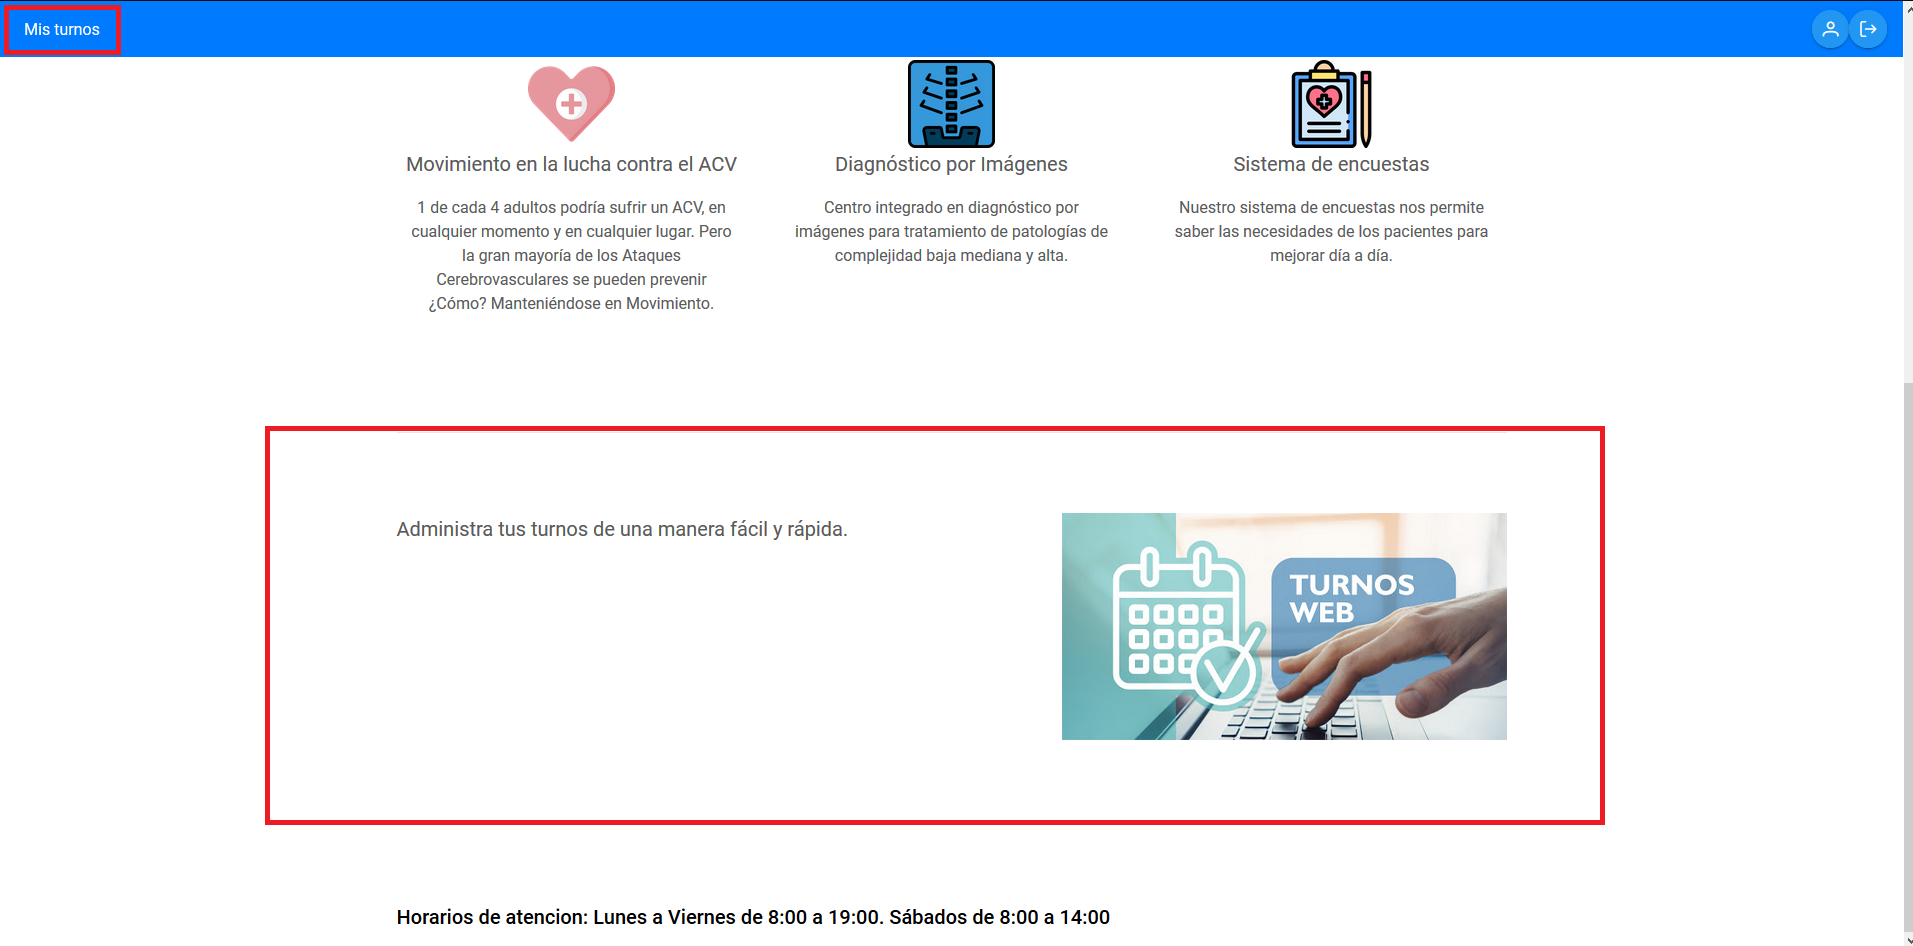 Mis turnos
Movimiento en la lucha contra el ACV
1 de cada 4 adultos podría sufrir un ACV, en
cualquier momento y en cualquier lugar. Pero
la gran mayoría de los Ataques
Cerebrovasculares se pueden prevenir
¿Cómo? Manteniéndose en Movimiento.
Diagnóstico por Imágenes
Centro integrado en diagnóstico por
imágenes para tratamiento de patologías de
complejidad baja mediana y alta.
Sistema de encuestas
Nuestro sistema de encuestas nos permite
saber las necesidades de los pacientes para
mejorar día a día.
Administra tus turnos de una manera fácil y rápida.
TURNOS
WEB
Horarios de atencion: Lunes a Viernes de 8:00 a 19:00. Sábados de 8:00 a 14:00